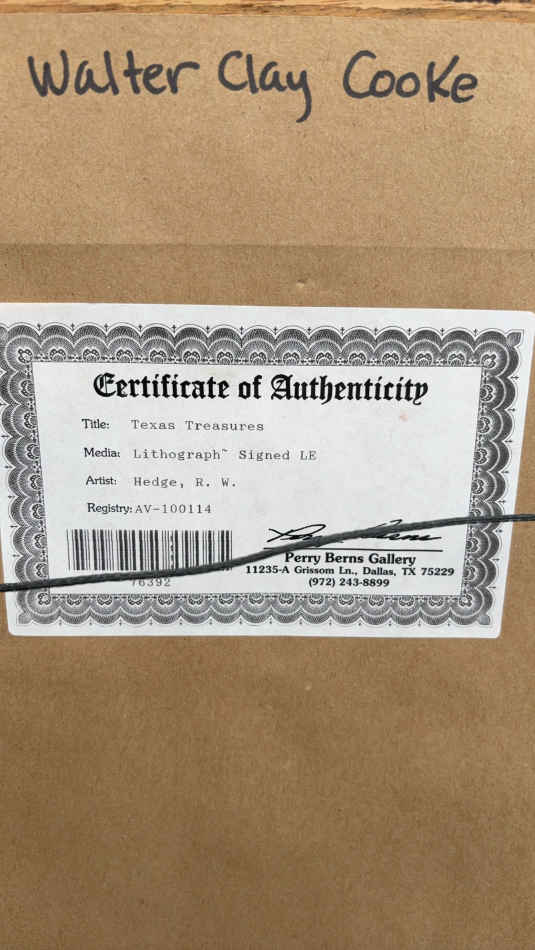 Walter Clay Cooke
Certificate of Authenticity
Title: Texas Treasures
Media: Lithograph~ Signed LE
Artist: Hedge, R. W.
Registry: AV-100114
76392
Perry Berns Gallery
11235-A Grissom Ln., Dallas, TX 75229
(972) 243-8899